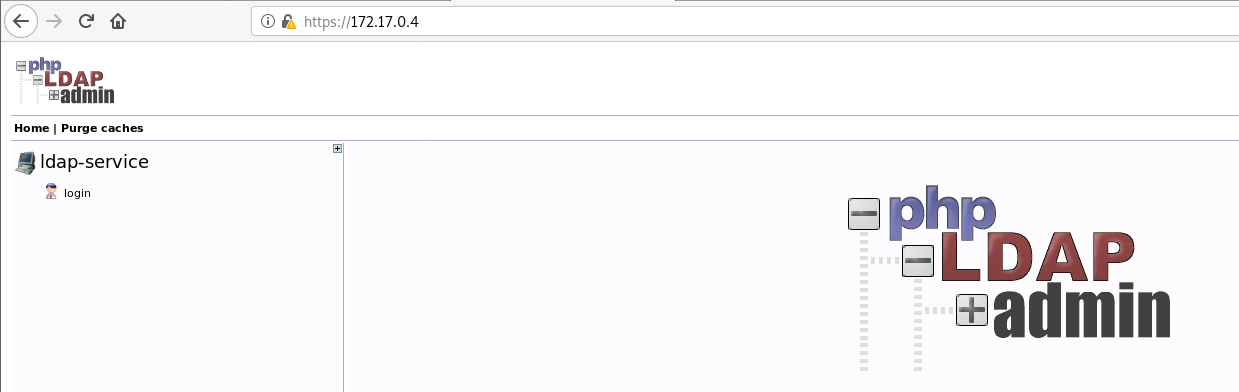 https://172.17.0.4
php
LDAP
admin
Home | Purge caches
ldap-service
login
php
LDAP
admin